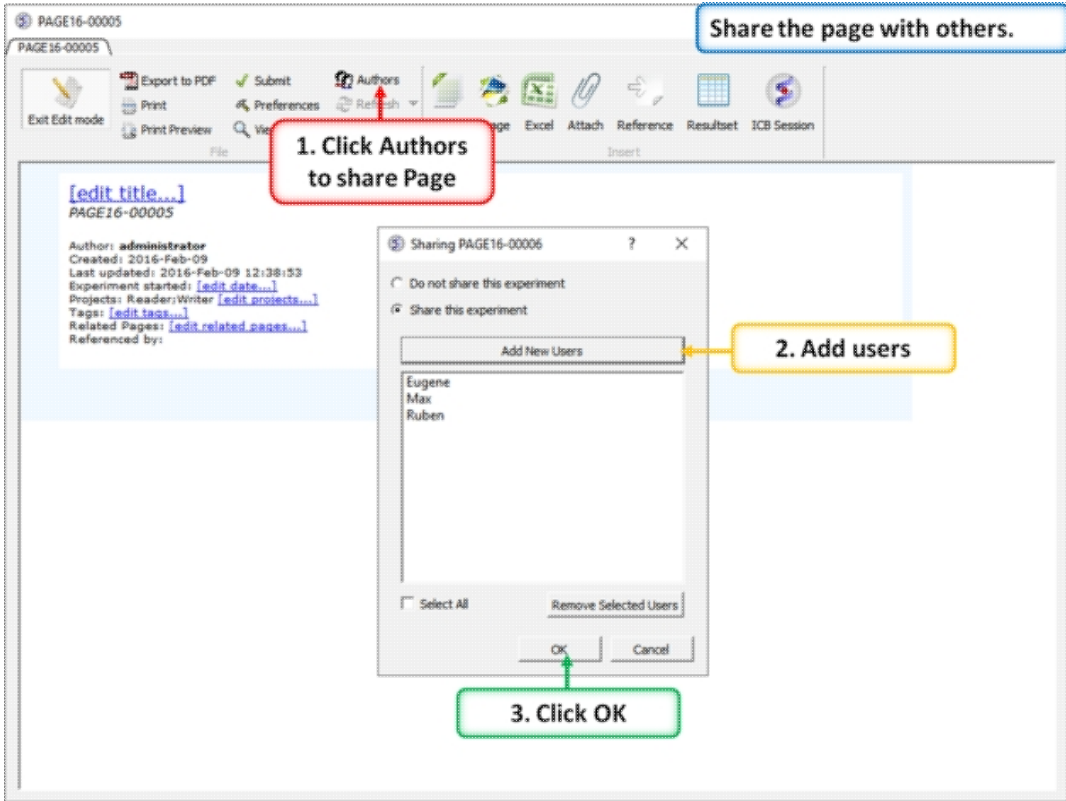 PAGE16-00005
Share the page with others.
PAGE16-00005
Exit Edit mode
Export to PDF
Print
Print Preview
Submit
Preferences
Authors
Refresh
File
Excel
Attach
Reference
Resultset
ICB Session
Insert
1. Click Authors
to share Page
[edit title...]
PAGE16-00005
Author: administrator
Created: 2016-Feb-09
Last updated: 2016-Feb-09 12:38:53
Experiment started: [edit date...]
Projects: Reader;Writer [edit projects...]
Tags: [edit tags...]
Related Pages: [edit related pages...]
Referenced by:
Sharing PAGE16-00006
Do not share this experiment
Share this experiment
Add New Users
2. Add users
Eugene
Max
Ruben
Select All
Remove Selected Users
OK
Cancel
3. Click OK